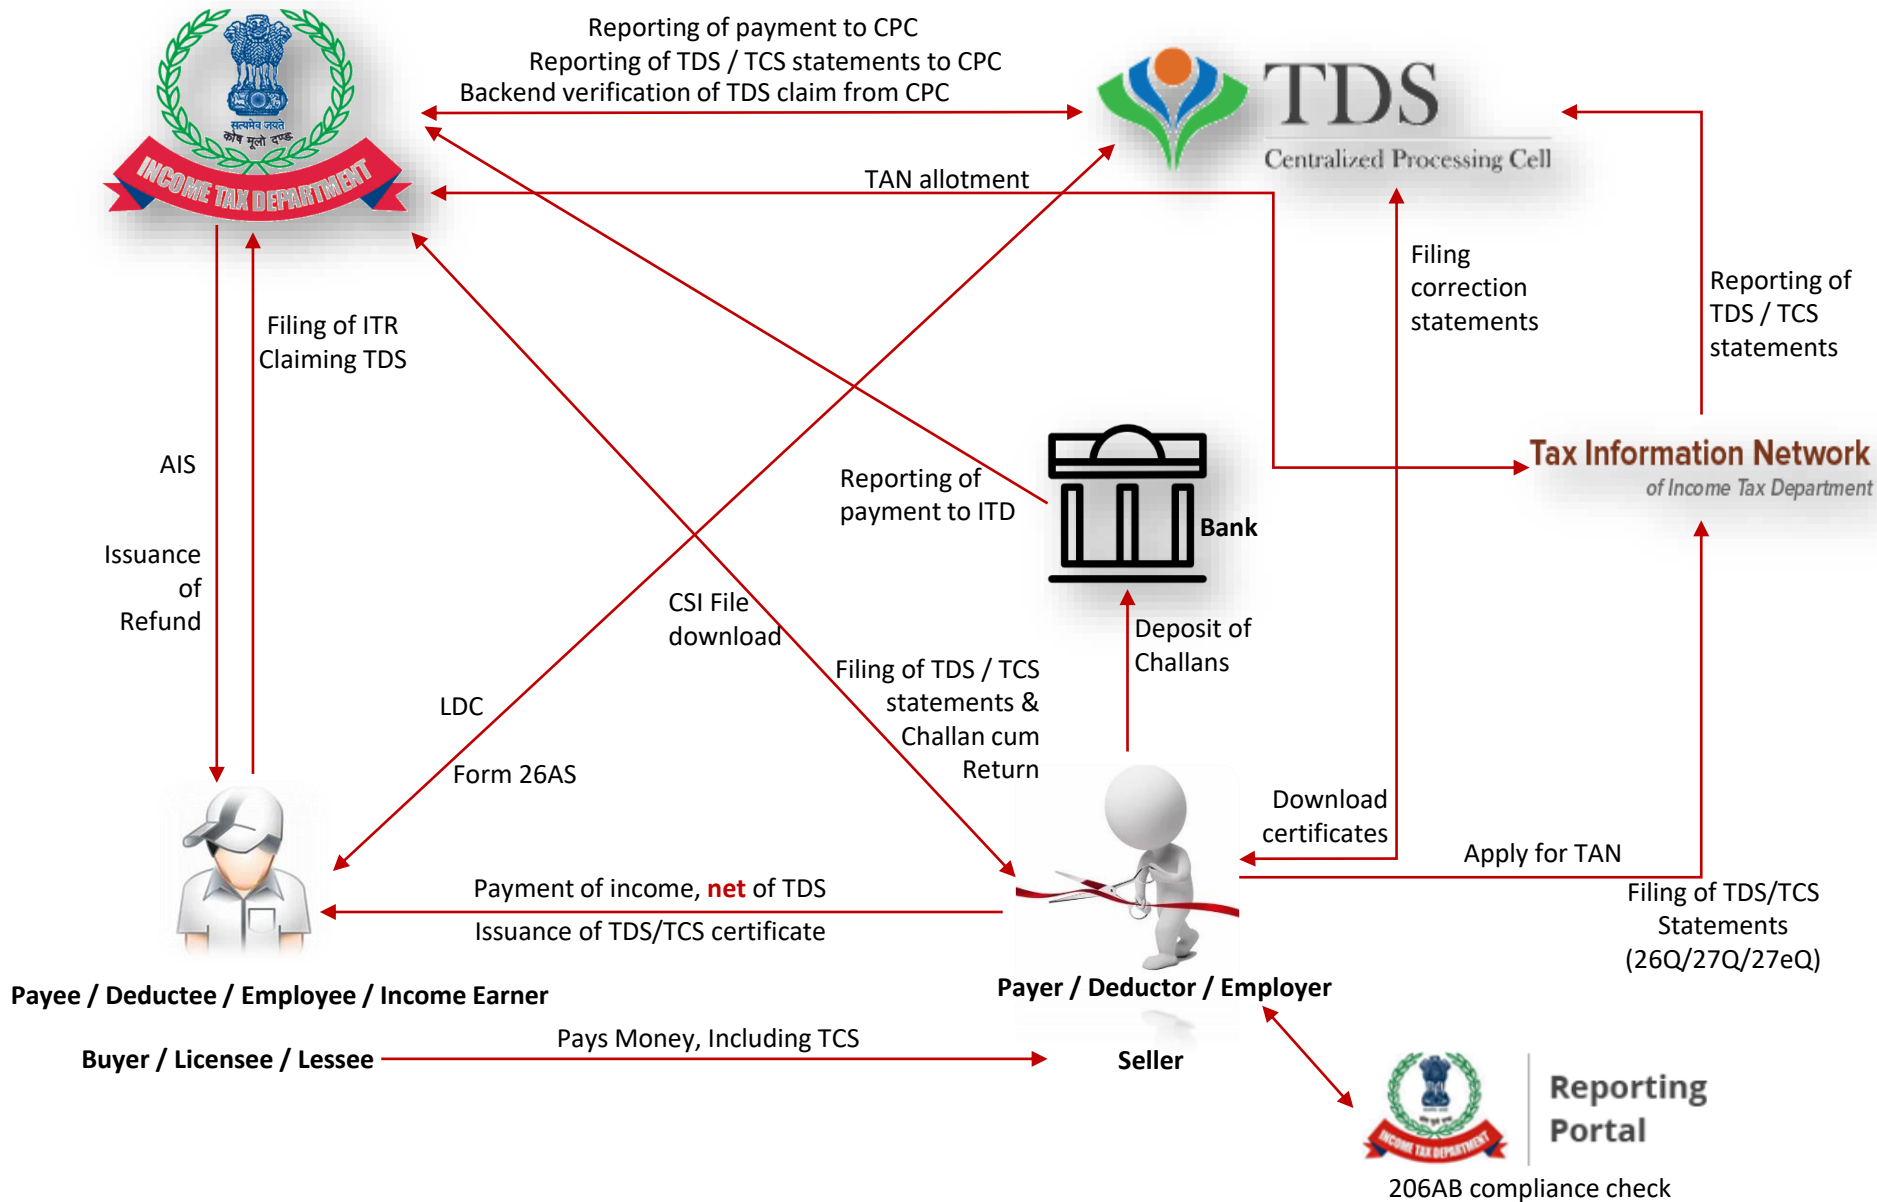 Reporting of payment to CPC
Reporting of TDS / TCS statements to CPC
Backend verification of TDS claim from CPC
सत्यमेव जयते
कोष मूलो दण्डः
INCOME TAX DEPARTMENT
TDS
Centralized Processing Cell
TAN allotment
Filing
correction
statements
Reporting of
TDS / TCS
statements
Filing of ITR
Claiming TDS
AIS
Issuance
of
Refund
Reporting of
payment to ITD
Bank
Tax Information Network
of Income Tax Department
CSI File
download
Deposit of
Challans
Filing of TDS / TCS
statements &
Challan cum
Return
LDC
Form 26AS
Download
certificates
Apply for TAN
Filing of TDS/TCS
Statements
(26Q/27Q/27eQ)
Payment of income, net of TDS
Issuance of TDS/TCS certificate
Payee / Deductee / Employee / Income Earner
Payer / Deductor / Employer
Buyer / Licensee / Lessee
Pays Money, Including TCS
Seller
INCOME TAX DEPARTMENT
Reporting
Portal
206AB compliance check